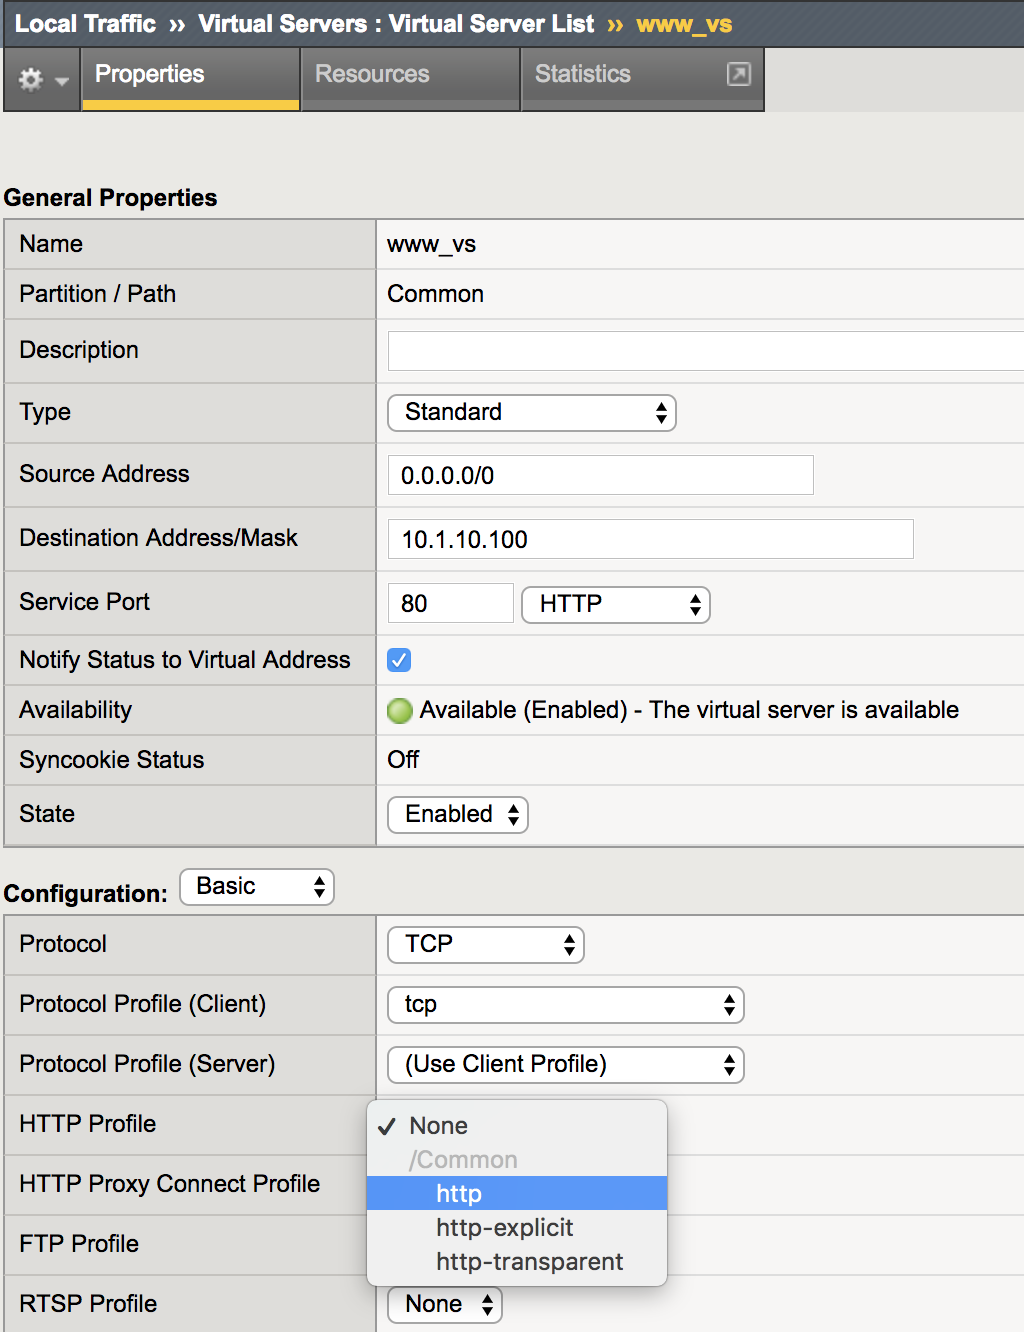 Local Traffic ›› Virtual Servers : Virtual Server List ›› www_vs
Properties Resources Statistics
General Properties
Name www_vs
Partition / Path Common
Description
Type Standard
Source Address 0.0.0.0/0
Destination Address/Mask 10.1.10.100
Service Port 80 HTTP
Notify Status to Virtual Address
Availability Available (Enabled) - The virtual server is available
Syncookie Status Off
State Enabled
Configuration: Basic
Protocol TCP
Protocol Profile (Client) tcp
Protocol Profile (Server) (Use Client Profile)
HTTP Profile ✓ None
/Common
HTTP Proxy Connect Profile http
http-explicit
FTP Profile http-transparent
RTSP Profile None